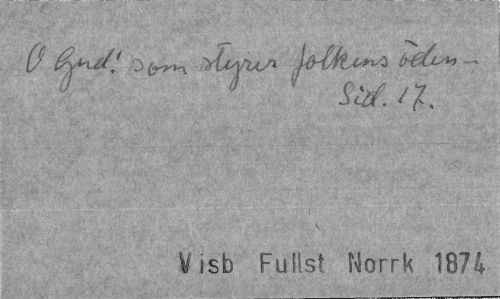 O Gud! som styrer folkens öden—
Sid. 17.
Visb Fullst Norrk 1874